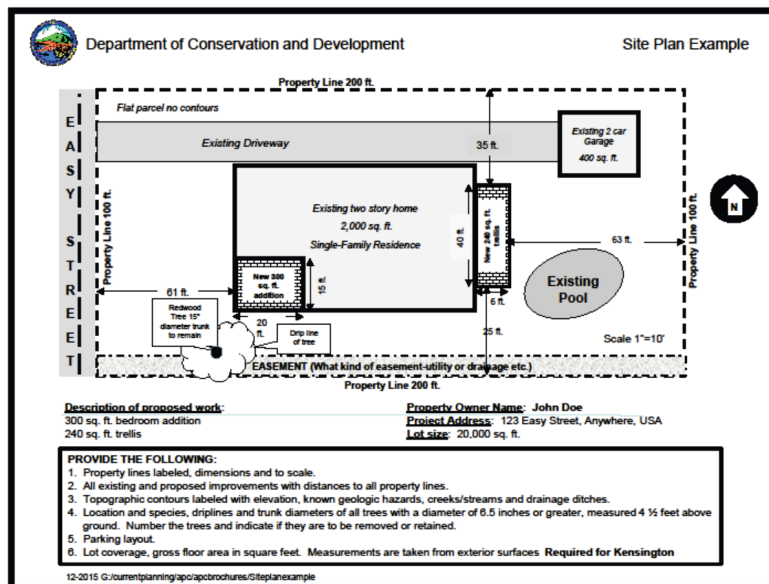 Department of Conservation and Development
Site Plan Example
Property Line 200 ft.
Flat parcel no contours
EASY STREET
Existing Driveway
35 ft.
Existing 2 car
Garage
400 sq. ft.
N
Property Line 100 ft.
Existing two story home
2,000 sq. ft.
Single-Family Residence
40 ft.
New 240 sq. ft.
trellis
63 ft.
Property Line 100 ft.
New 300
sq. ft.
addition
15 ft.
61 ft.
6 ft.
Existing
Pool
Redwood
Tree 15"
diameter trunk
to remain
20
ft.
Drip line
of tree
25 ft.
Scale 1"=10'
EASEMENT (What kind of easement-utility or drainage etc.)
Property Line 200 ft.
Description of proposed work:
300 sq. ft. bedroom addition
240 sq. ft. trellis
Property Owner Name: John Doe
Project Address: 123 Easy Street, Anywhere, USA
Lot size: 20,000 sq. ft.
PROVIDE THE FOLLOWING:
1. Property lines labeled, dimensions and to scale.
2. All existing and proposed improvements with distances to all property lines.
3. Topographic contours labeled with elevation, known geologic hazards, creeks/streams and drainage ditches.
4. Location and species, driplines and trunk diameters of all trees with a diameter of 6.5 inches or greater, measured 4 ½ feet above
ground. Number the trees and indicate if they are to be removed or retained.
5. Parking layout.
6. Lot coverage, gross floor area in square feet. Measurements are taken from exterior surfaces Required for Kensington
12-2015 G:/currentplanning/apc/apcbrochures/Siteplanexample